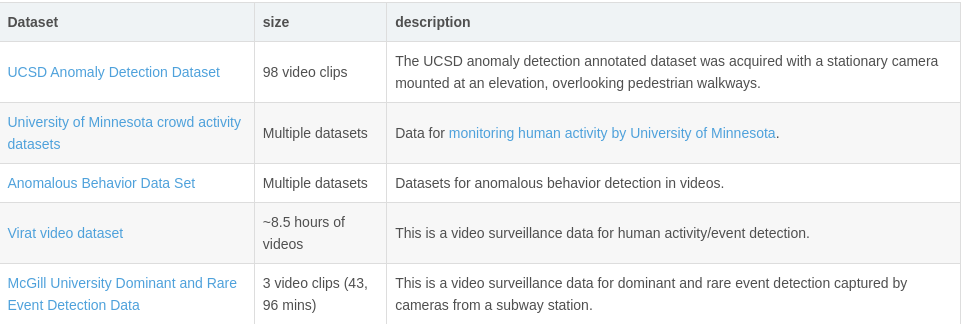 Dataset size description
UCSD Anomaly Detection Dataset 98 video clips The UCSD anomaly detection annotated dataset was acquired with a stationary camera
mounted at an elevation, overlooking pedestrian walkways.
University of Minnesota crowd activity
datasets
Multiple datasets
Data for monitoring human activity by University of Minnesota.
Anomalous Behavior Data Set Multiple datasets Datasets for anomalous behavior detection in videos.
Virat video dataset
~8.5 hours of
videos
This is a video surveillance data for human activity/event detection.
McGill University Dominant and Rare
Event Detection Data
3 video clips (43,
96 mins)
This is a video surveillance data for dominant and rare event detection captured by
cameras from a subway station.